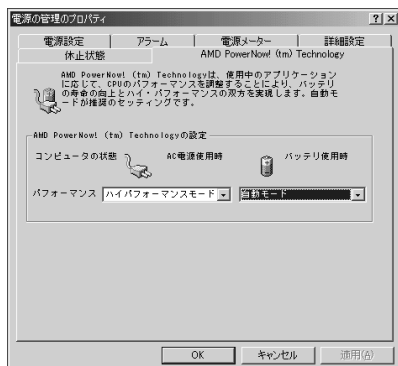 電源の管理のプロパティ
電源設定 アラーム 電源メーター 詳細設定
休止状態 AMD PowerNow! (tm) Technology
AMD PowerNow! (tm) Technologyは、使用中のアプリケーション
に応じて、CPUのパフォーマンスを調整することにより、バッテリ
の寿命の向上とハイ・パフォーマンスの双方を実現します。自動モ
ードが推奨のセッティングです。
AMD PowerNow! (tm) Technologyの設定
コンピュータの状態 AC電源使用時 バッテリ使用時
パフォーマンス ハイパフォーマンスモード 自動モード
OK キャンセル 適用(A)